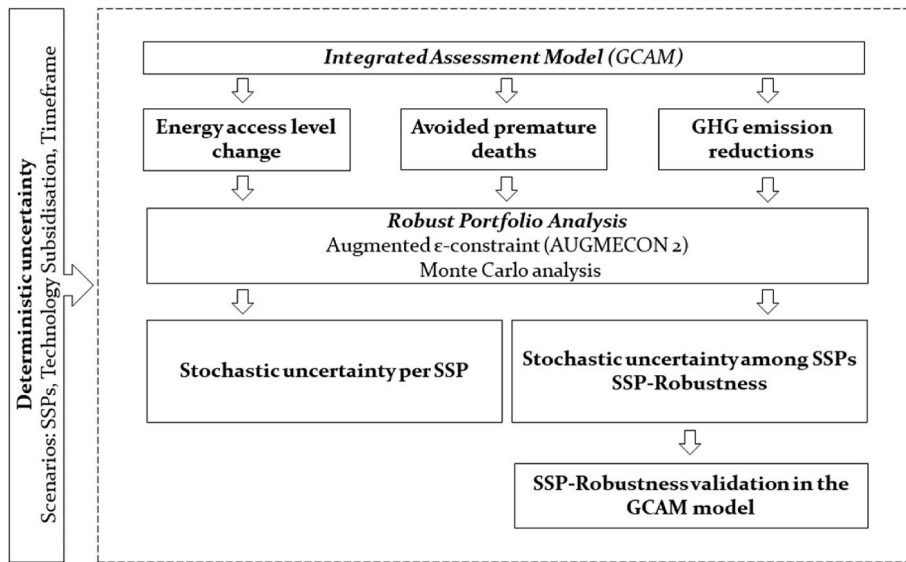 Deterministic uncertainty
Scenarios: SSPs, Technology Subsidisation, Timeframe
Integrated Assessment Model (GCAM)
Energy access level
change
Avoided premature
deaths
GHG emission
reductions
Robust Portfolio Analysis
Augmented ε-constraint (AUGMECON 2)
Monte Carlo analysis
Stochastic uncertainty per SSP
Stochastic uncertainty among SSPs
SSP-Robustness
SSP-Robustness validation in the
GCAM model